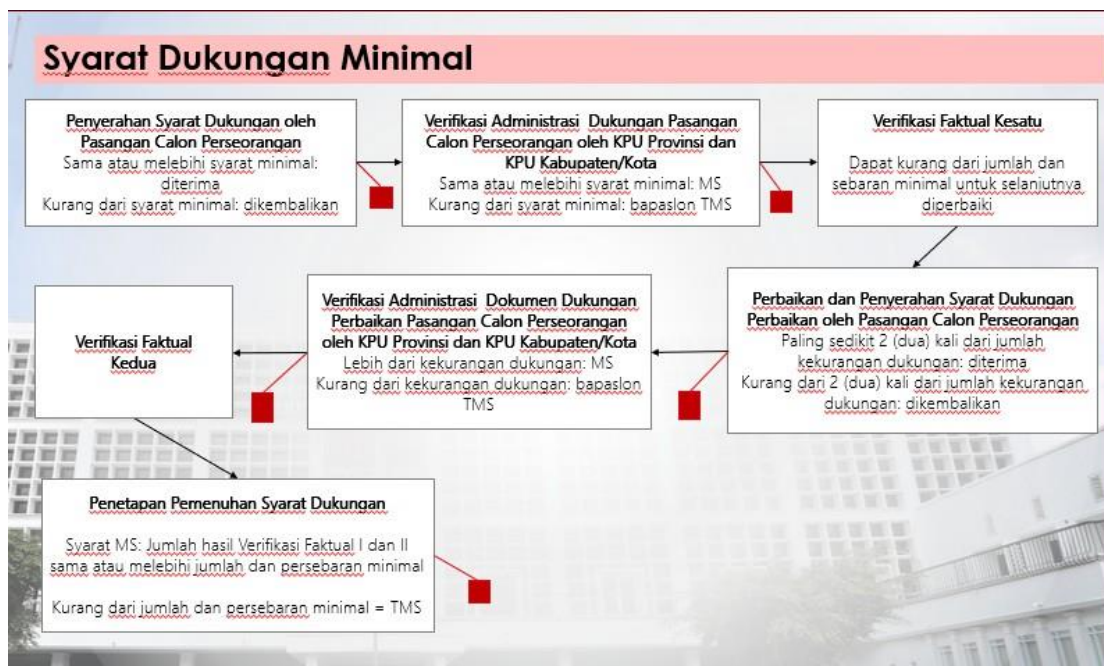 Syarat Dukungan Minimal
Penyerahan Syarat Dukungan oleh
Pasangan Calon Perseorangan
Sama atau melebihi syarat minimal:
diterima
Kurang dari syarat minimal: dikembalikan
Verifikasi Administrasi Dukungan Pasangan
Calon Perseorangan oleh KPU Provinsi dan
KPU Kabupaten/Kota
Sama atau melebihi syarat minimal: MS
Kurang dari syarat minimal: bapaslon TMS
Verifikasi Faktual Kesatu
Dapat kurang dari jumlah dan
sebaran minimal untuk selanjutnya
diperbaiki
Perbaikan dan Penyerahan Syarat Dukungan
Perbaikan oleh Pasangan Calon Perseorangan
Paling sedikit 2 (dua) kali dari jumlah
kekurangan dukungan: diterima
Kurang dari 2 (dua) kali dari jumlah kekurangan
dukungan: dikembalikan
Verifikasi Administrasi Dokumen Dukungan
Perbaikan Pasangan Calon Perseorangan
oleh KPU Provinsi dan KPU Kabupaten/Kota
Lebih dari kekurangan dukungan: MS
Kurang dari kekurangan dukungan: bapaslon
TMS
Verifikasi Faktual
Kedua
Penetapan Pemenuhan Syarat Dukungan
Syarat MS: Jumlah hasil Verifikasi Faktual I dan II
sama atau melebihi jumlah dan persebaran minimal
Kurang dari jumlah dan persebaran minimal = TMS